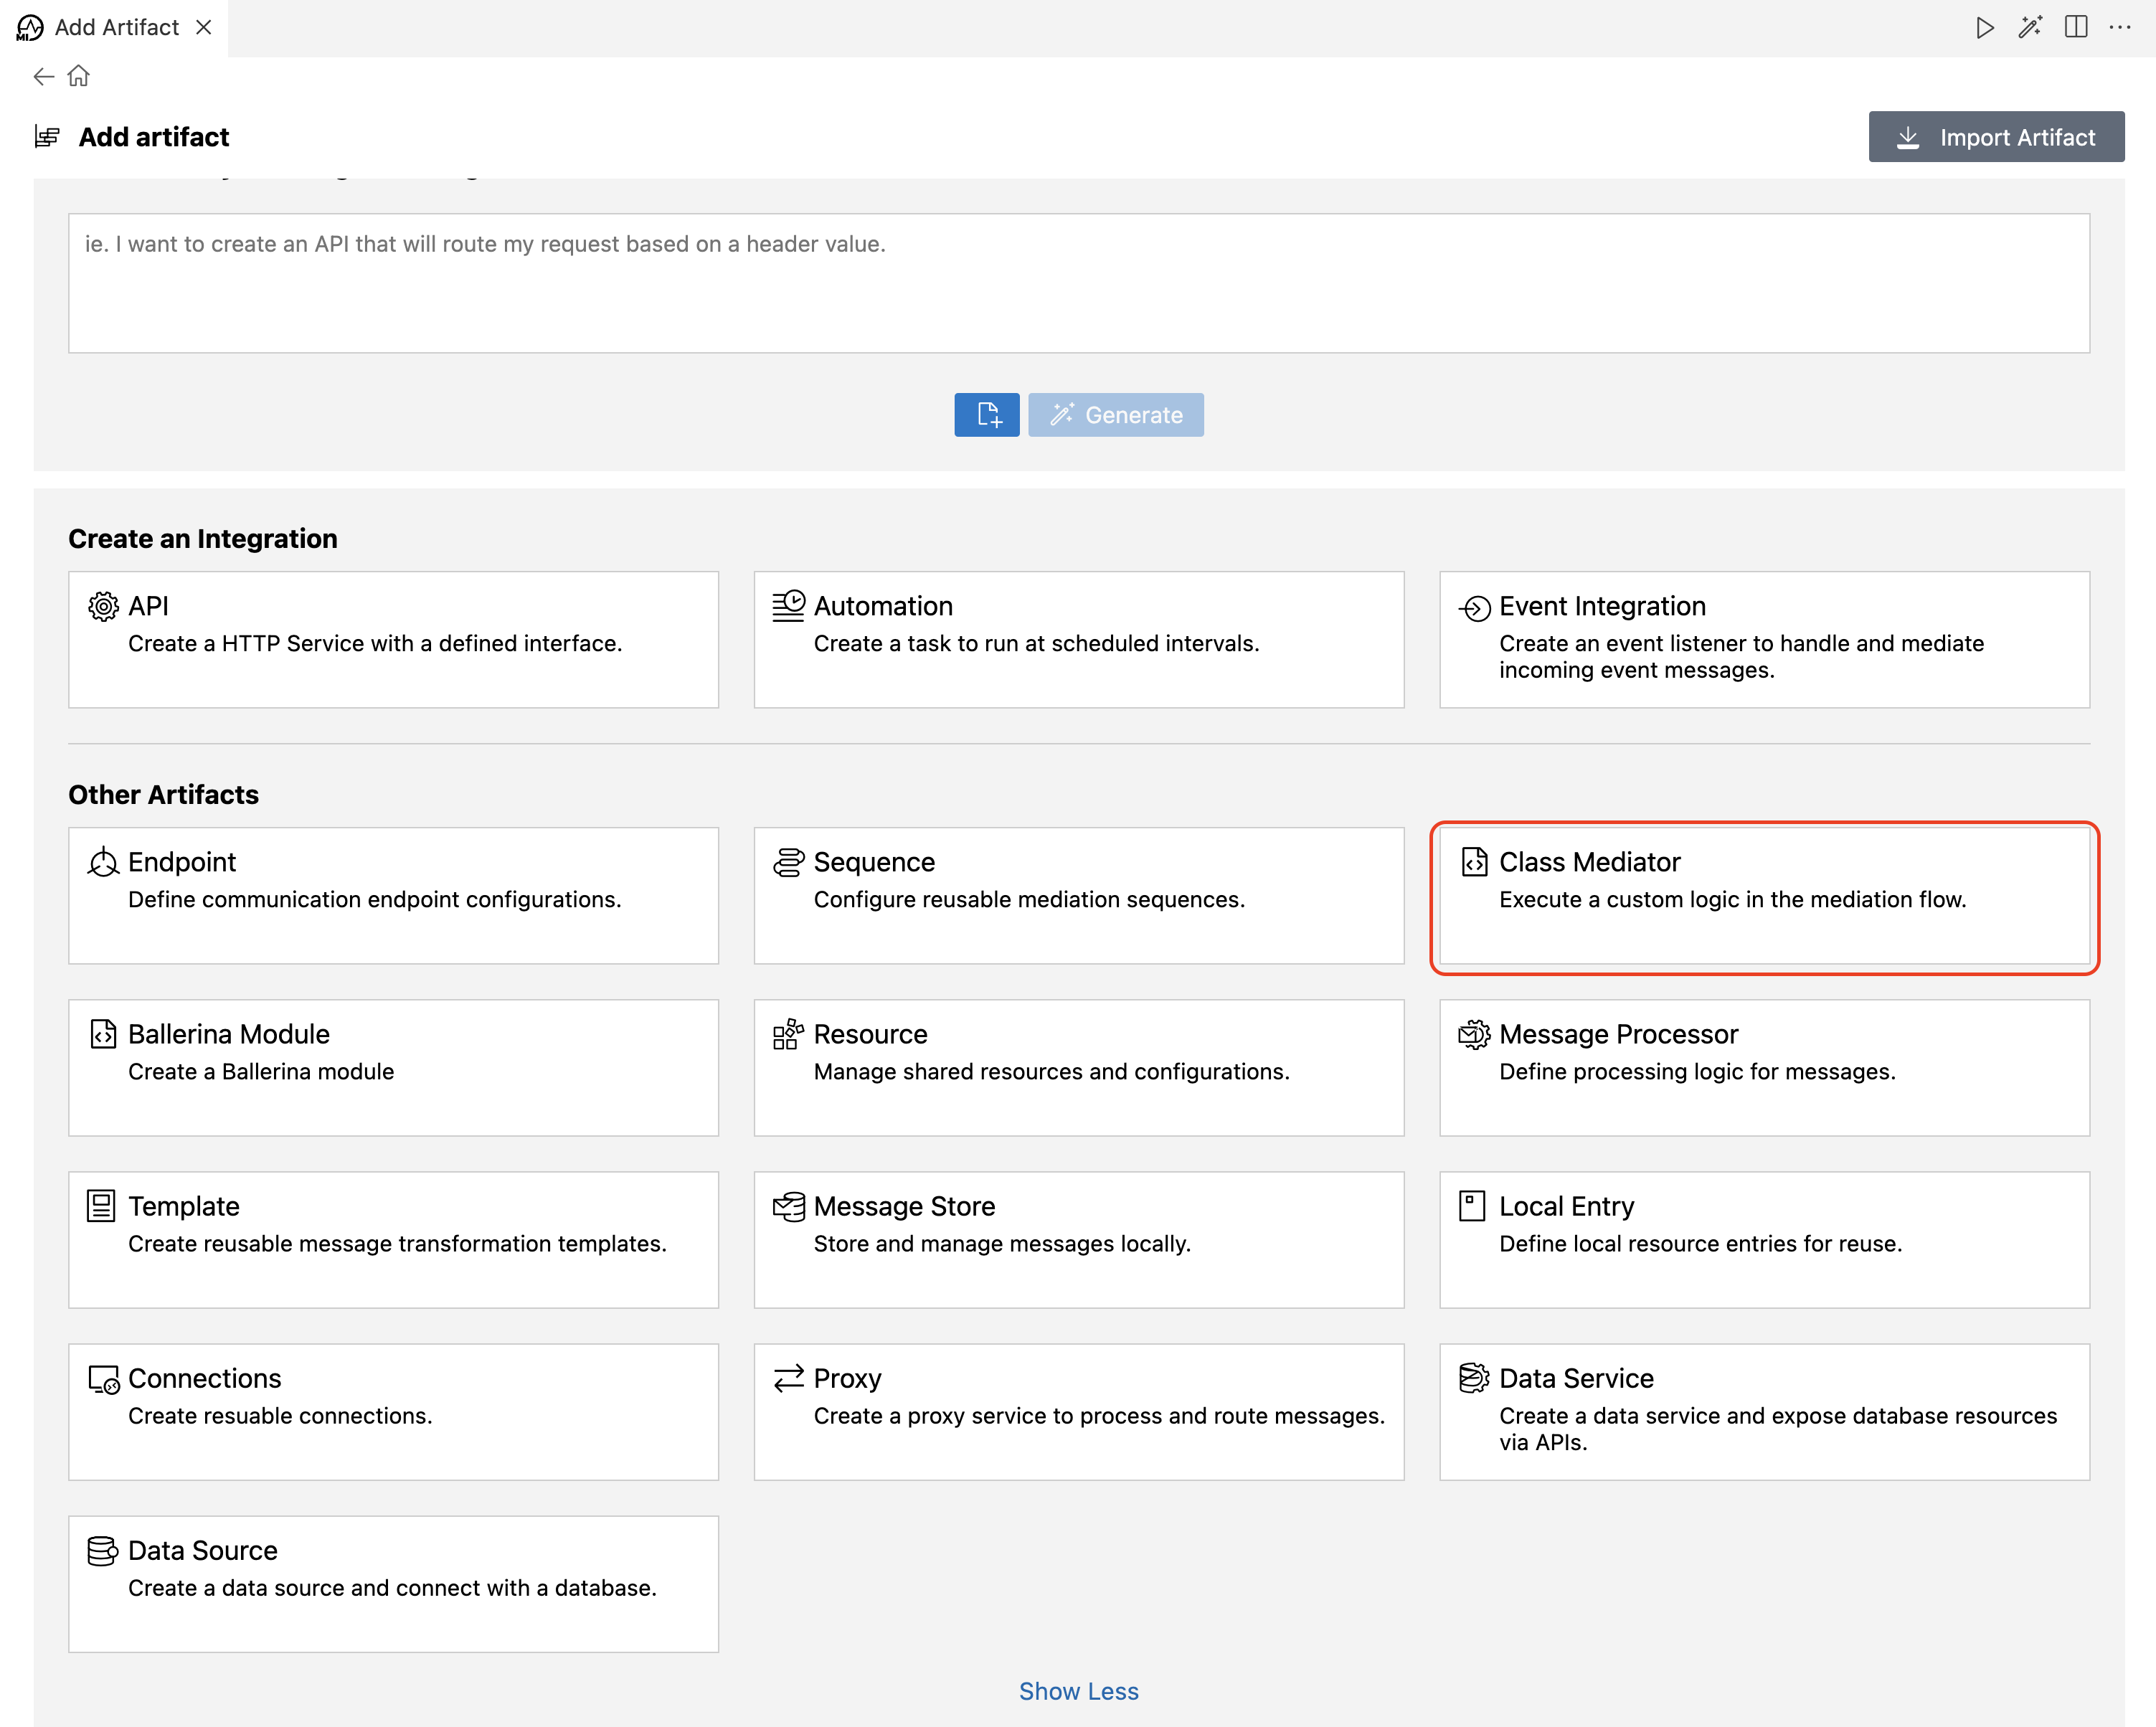 MI Add Artifact
Add artifact
Import Artifact
ie. I want to create an API that will route my request based on a header value.
Generate
Create an Integration
API
Create a HTTP Service with a defined interface.
Automation
Create a task to run at scheduled intervals.
Event Integration
Create an event listener to handle and mediate
incoming event messages.
Other Artifacts
Endpoint
Define communication endpoint configurations.
Sequence
Configure reusable mediation sequences.
Class Mediator
Execute a custom logic in the mediation flow.
Ballerina Module
Create a Ballerina module
Resource
Manage shared resources and configurations.
Message Processor
Define processing logic for messages.
Template
Create reusable message transformation templates.
Message Store
Store and manage messages locally.
Local Entry
Define local resource entries for reuse.
Connections
Create resuable connections.
Proxy
Create a proxy service to process and route messages.
Data Service
Create a data service and expose database resources
via APIs.
Data Source
Create a data source and connect with a database.
Show Less